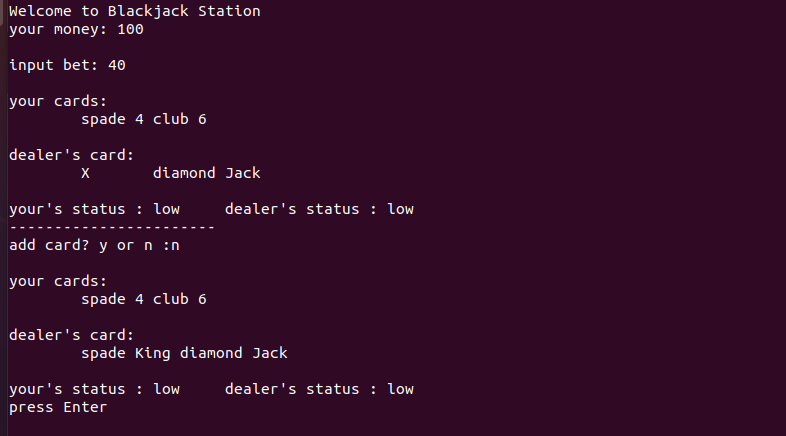 Welcome to Blackjack Station
your money: 100
input bet: 40
your cards:
spade 4 club 6
dealer's card:
X diamond Jack
your's status : low dealer's status : low
------------------------
add card? y or n :n
your cards:
spade 4 club 6
dealer's card:
spade King diamond Jack
your's status : low dealer's status : low
press Enter